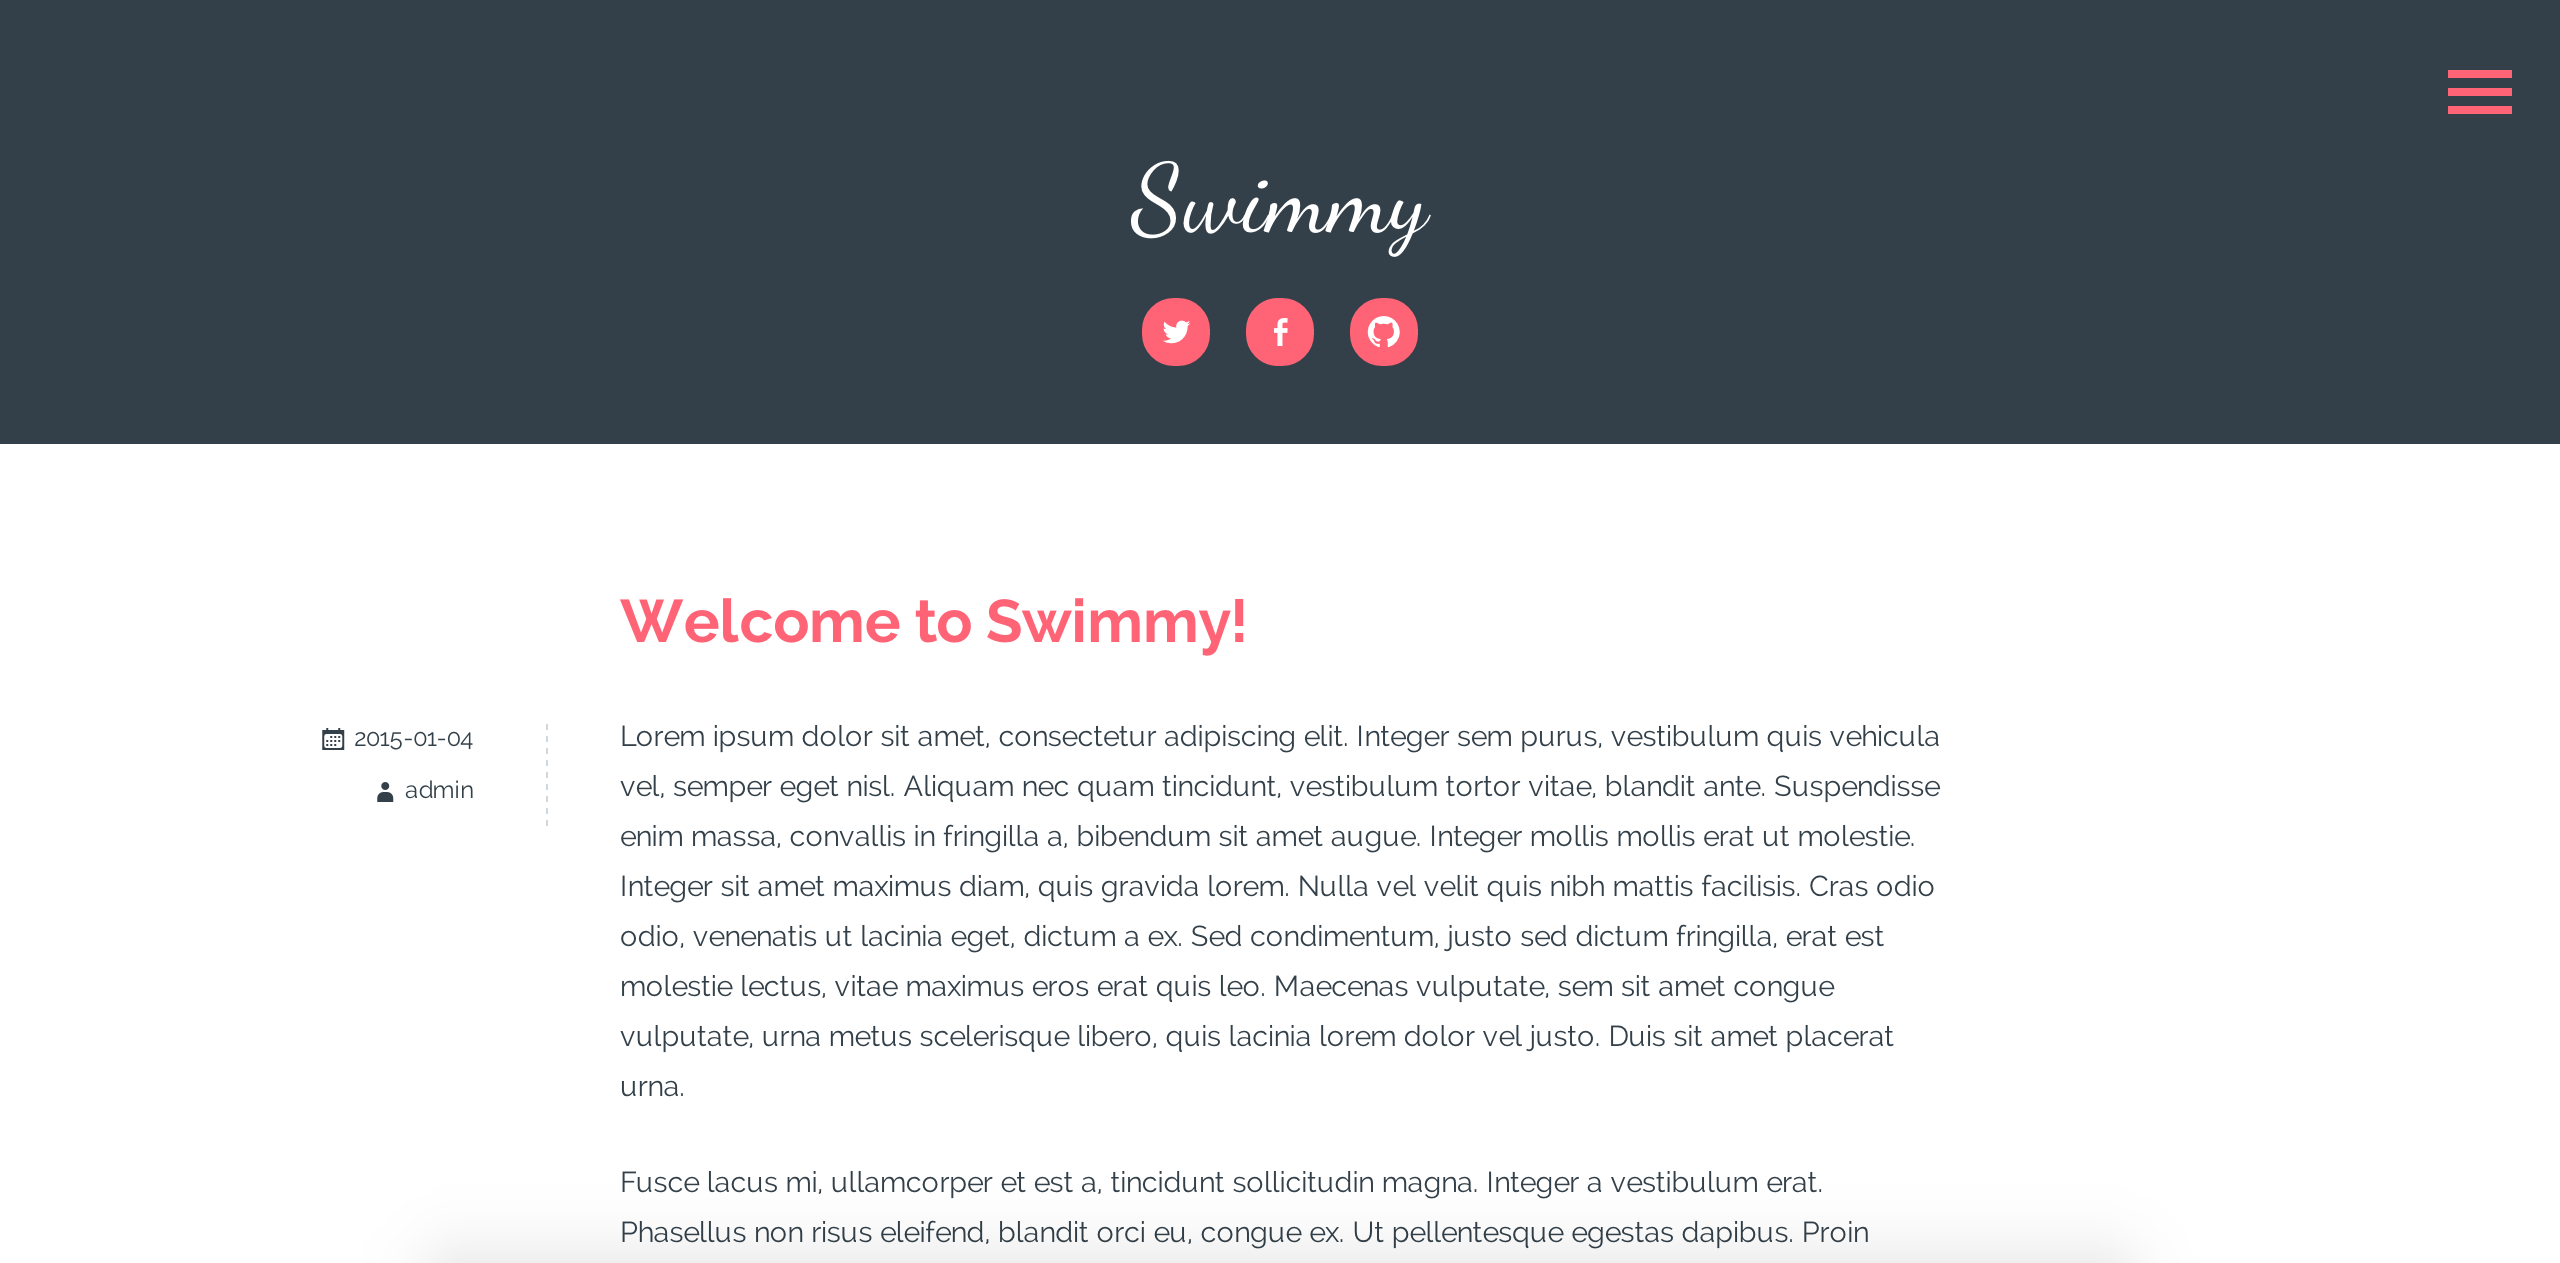 Swimmy
Welcome to Swimmy!
2015-01-04
admin
Lorem ipsum dolor sit amet, consectetur adipiscing elit. Integer sem purus, vestibulum quis vehicula
vel, semper eget nisl. Aliquam nec quam tincidunt, vestibulum tortor vitae, blandit ante. Suspendisse
enim massa, convallis in fringilla a, bibendum sit amet augue. Integer mollis mollis erat ut molestie.
Integer sit amet maximus diam, quis gravida lorem. Nulla vel velit quis nibh mattis facilisis. Cras odio
odio, venenatis ut lacinia eget, dictum a ex. Sed condimentum, justo sed dictum fringilla, erat est
molestie lectus, vitae maximus eros erat quis leo. Maecenas vulputate, sem sit amet congue
vulputate, urna metus scelerisque libero, quis lacinia lorem dolor vel justo. Duis sit amet placerat
urna.
Fusce lacus mi, ullamcorper et est a, tincidunt sollicitudin magna. Integer a vestibulum erat.
Phasellus non risus eleifend, blandit orci eu, congue ex. Ut pellentesque egestas dapibus. Proin